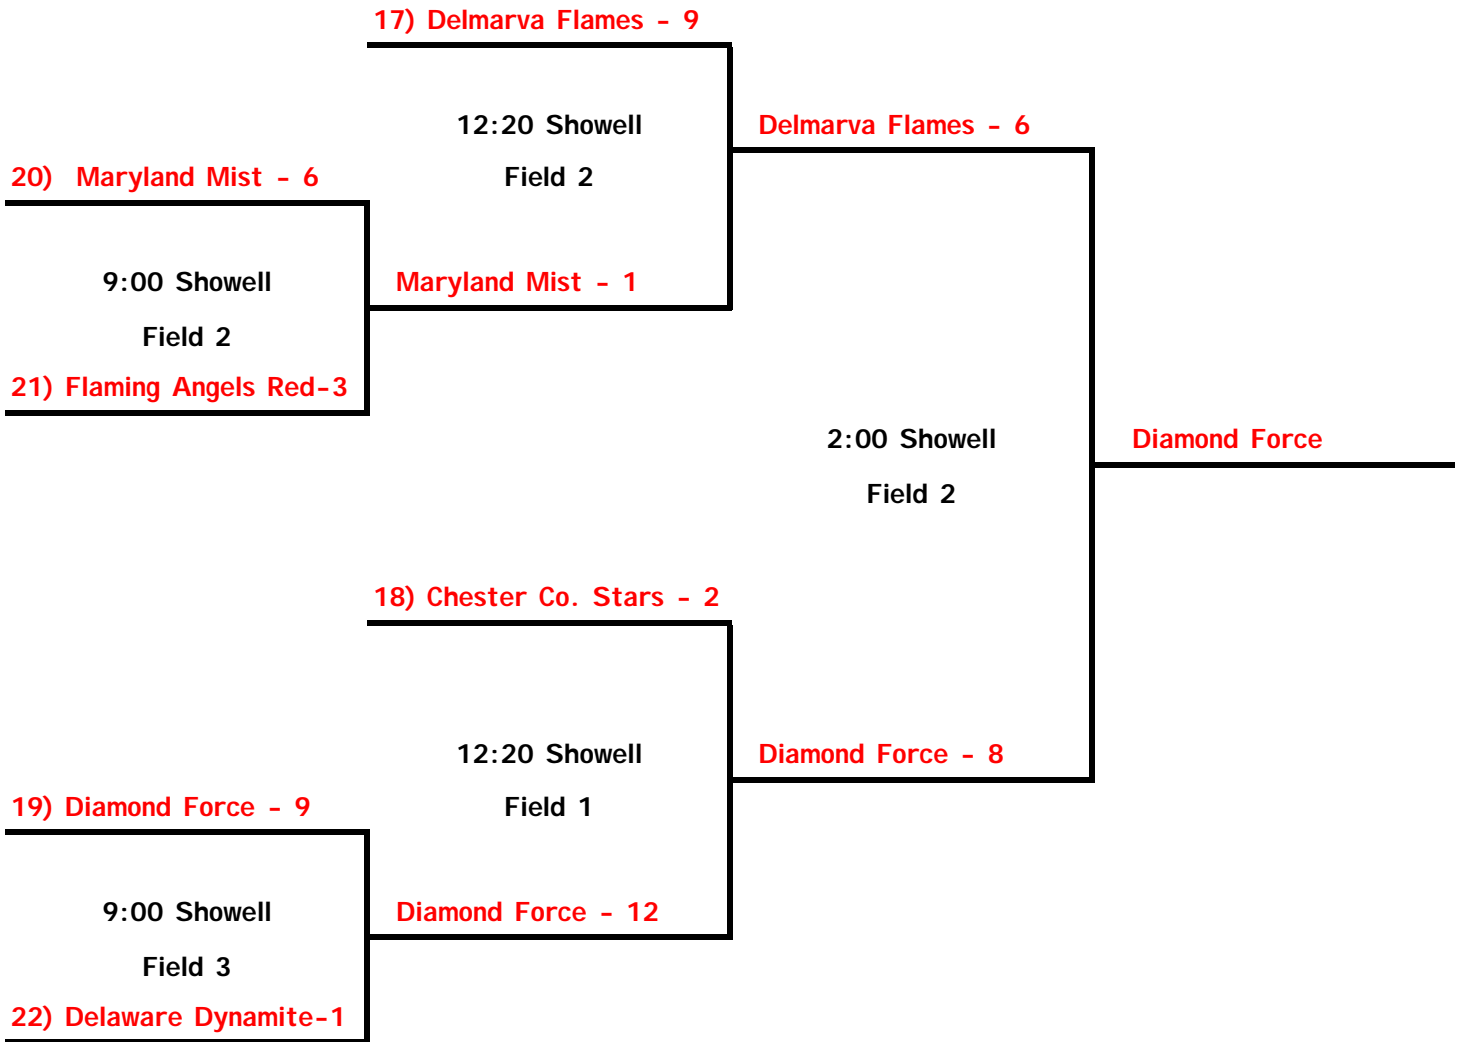 17) Delmarva Flames - 9
12:20 Showell
Delmarva Flames - 6
20) Maryland Mist - 6
Field 2
9:00 Showell
Maryland Mist - 1
Field 2
21) Flaming Angels Red-3
2:00 Showell
Diamond Force
Field 2
18) Chester Co. Stars - 2
12:20 Showell
Diamond Force - 8
19) Diamond Force - 9
Field 1
9:00 Showell
Diamond Force - 12
Field 3
22) Delaware Dynamite-1